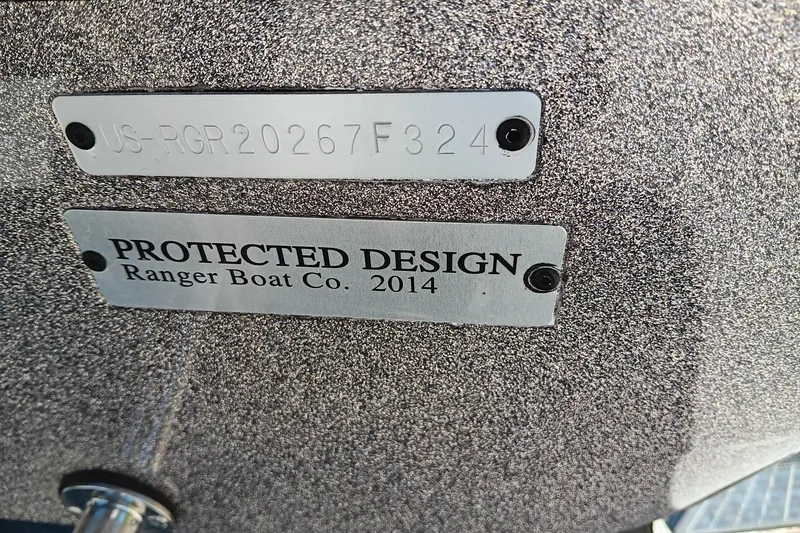 US-RGR20267F324
PROTECTED DESIGN
Ranger Boat Co. 2014